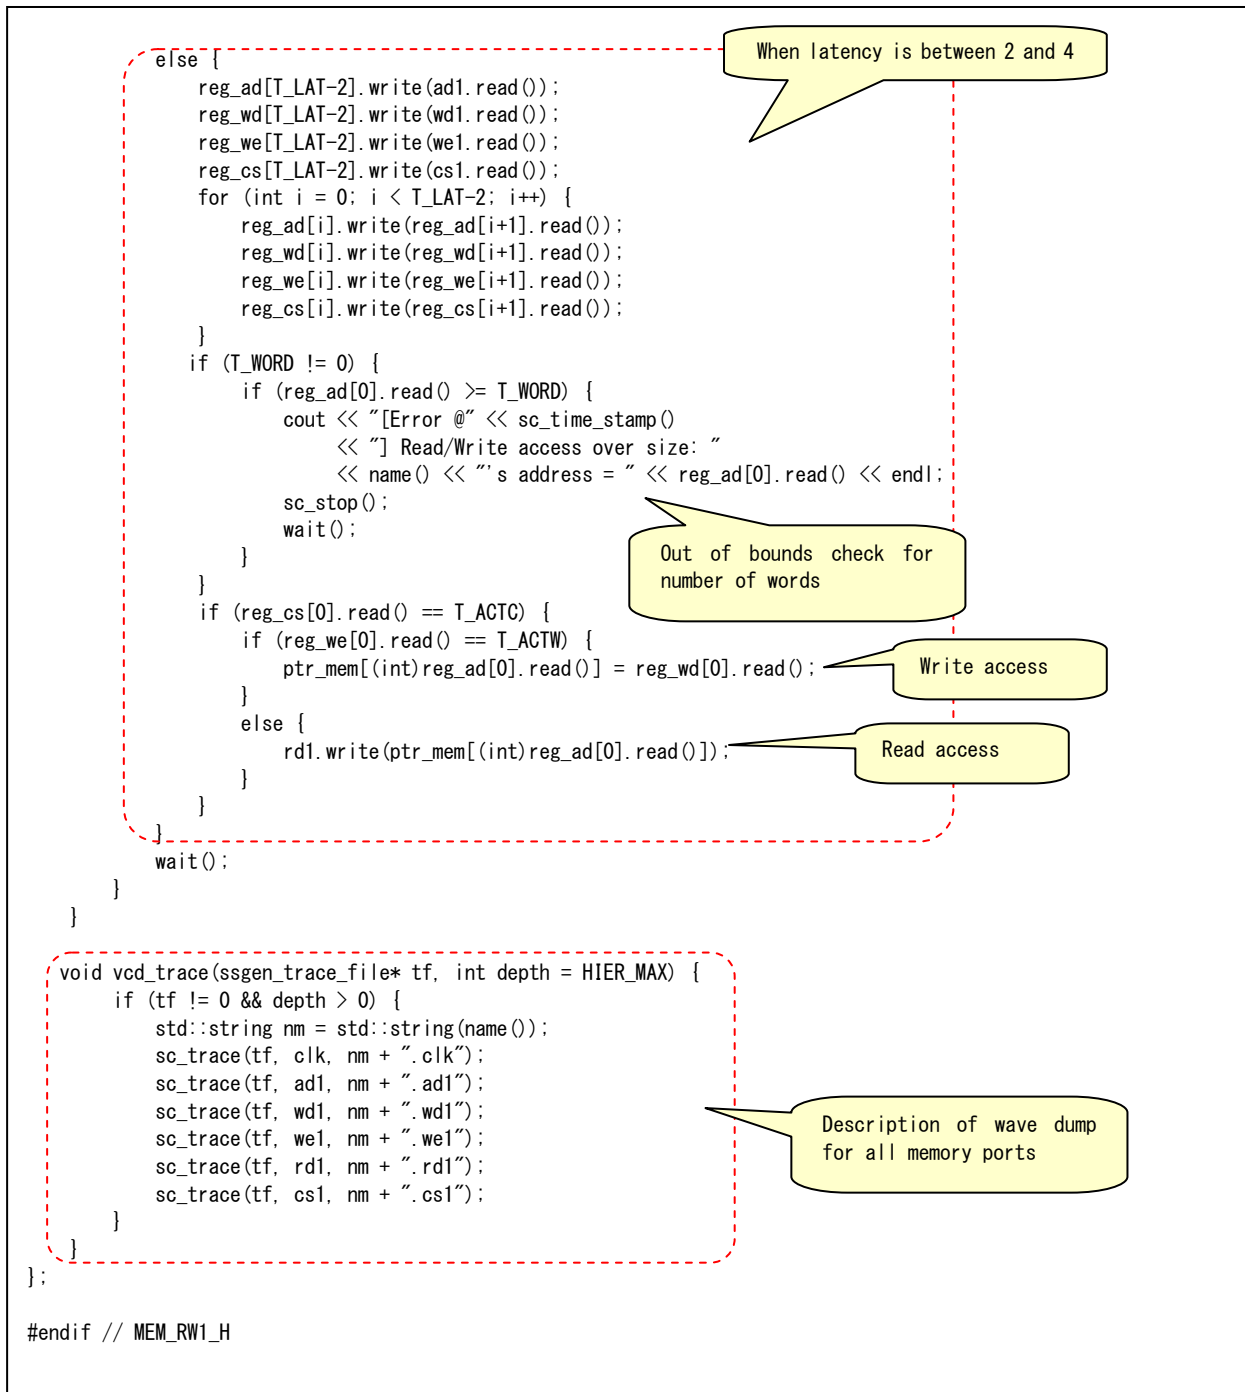 When latency is between 2 and 4
else {
reg_ad[T_LAT-2].write(ad1.read());
reg_wd[T_LAT-2].write(wd1.read());
reg_we[T_LAT-2].write(we1.read());
reg_cs[T_LAT-2].write(cs1.read());
for (int i = 0; i < T_LAT-2; i++) {
reg_ad[i].write(reg_ad[i+1].read());
reg_wd[i].write(reg_wd[i+1].read());
reg_we[i].write(reg_we[i+1].read());
reg_cs[i].write(reg_cs[i+1].read());
}
if (T_WORD != 0) {
if (reg_ad[0].read() >= T_WORD) {
cout << "[Error @" << sc_time_stamp()
<< "] Read/Write access over size: "
<< name() << "'s address = " << reg_ad[0].read() << endl;
sc_stop();
wait();
}
}
Out of bounds check for
number of words
if (reg_cs[0].read() == T_ACTC) {
if (reg_we[0].read() == T_ACTW) {
ptr_mem[(int)reg_ad[0].read()] = reg_wd[0].read();
Write access
}
else {
rd1.write(ptr_mem[(int)reg_ad[0].read()]);
Read access
}
}
}
wait();
}
}
void vcd_trace(ssgen_trace_file* tf, int depth = HIER_MAX) {
if (tf != 0 && depth > 0) {
std::string nm = std::string(name());
sc_trace(tf, clk, nm + ".clk");
sc_trace(tf, ad1, nm + ".ad1");
sc_trace(tf, wd1, nm + ".wd1");
sc_trace(tf, we1, nm + ".we1");
sc_trace(tf, rd1, nm + ".rd1");
sc_trace(tf, cs1, nm + ".cs1");
}
}
Description of wave dump
for all memory ports
};
#endif // MEM_RW1_H